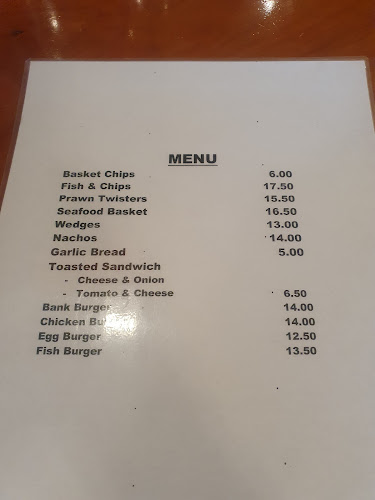 MENU
Basket Chips 6.00
Fish & Chips 17.50
Prawn Twisters 15.50
Seafood Basket 16.50
Wedges 13.00
Nachos 14.00
Garlic Bread 5.00
Toasted Sandwich
- Cheese & Onion
- Tomato & Cheese 6.50
Bank Burger 14.00
Chicken Burger 14.00
Egg Burger 12.50
Fish Burger 13.50